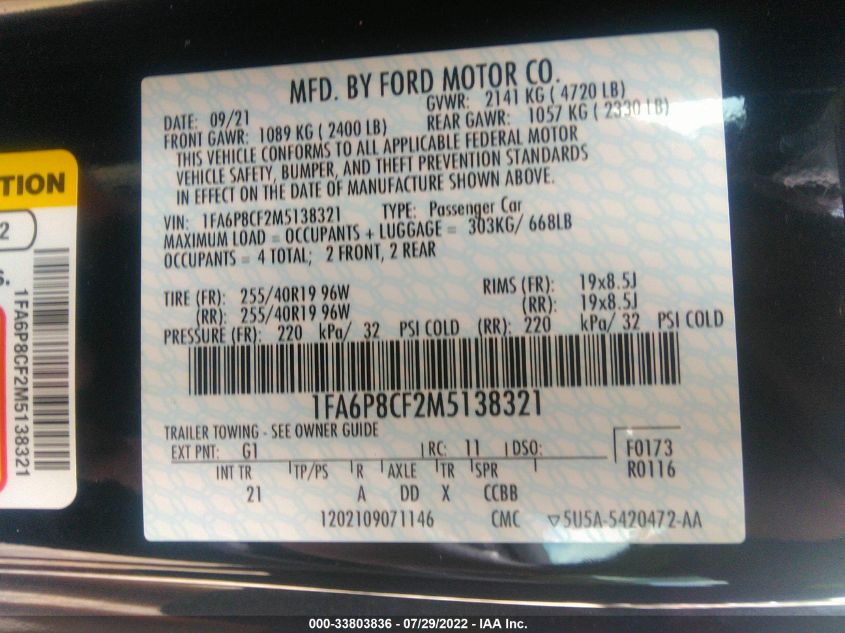 MFD. BY FORD MOTOR CO.
DATE: 09/21
GVWR: 2141 KG ( 4720 LB)
FRONT GAWR: 1089 KG ( 2400 LB)
REAR GAWR: 1057 KG ( 2330 LB)
THIS VEHICLE CONFORMS TO ALL APPLICABLE FEDERAL MOTOR
VEHICLE SAFETY, BUMPER, AND THEFT PREVENTION STANDARDS
IN EFFECT ON THE DATE OF MANUFACTURE SHOWN ABOVE.
VIN: 1FA6P8CF2M5138321 TYPE: Passenger Car
MAXIMUM LOAD = OCCUPANTS + LUGGAGE = 303KG/ 668LB
OCCUPANTS = 4 TOTAL; 2 FRONT, 2 REAR
TIRE (FR): 255/40R19 96W RIMS (FR): 19x8.5J
(RR): 255/40R19 96W (RR): 19x8.5J
PRESSURE (FR): 220 kPa/ 32 PSI COLD (RR): 220 kPa/ 32 PSI COLD
1FA6P8CF2M5138321
TRAILER TOWING - SEE OWNER GUIDE
EXT PNT: G1 RC: 11 DSO: F0173
R0116
INT TR TP/PS R AXLE TR SPR
21 A DD X CCBB
1202109071146 CMC ▽5U5A-5420472-AA
TION
2
S.
1FA6P8CF2M5138321
000-33803836 - 07/29/2022 - IAA Inc.